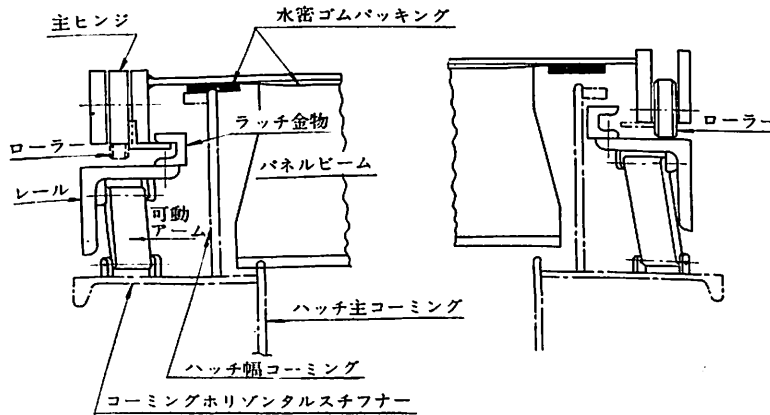 主ヒンジ
水密ゴムパッキング
ラッチ金物
ローラー
ローラー
パネルビーム
レール
可動
アーム
ハッチ主コーミング
ハッチ幅コーミング
コーミングホリゾンタルスチフナー